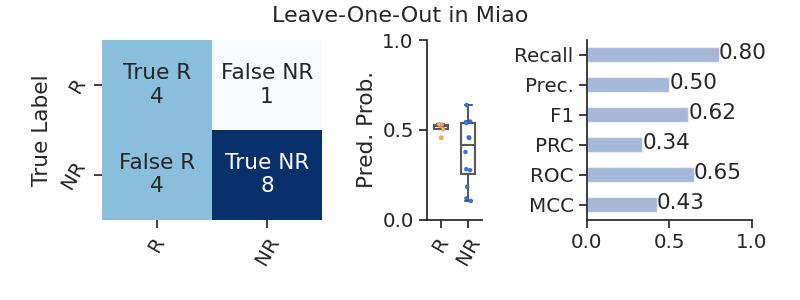 Leave-One-Out in Miao
True Label
R
NR
True R
4
False NR
1
False R
4
True NR
8
R
NR
Pred. Prob.
1.0
0.5
0.0
R
NR
Recall 0.80
Prec. 0.50
F1 0.62
PRC 0.34
ROC 0.65
MCC 0.43
0.0 0.5 1.0